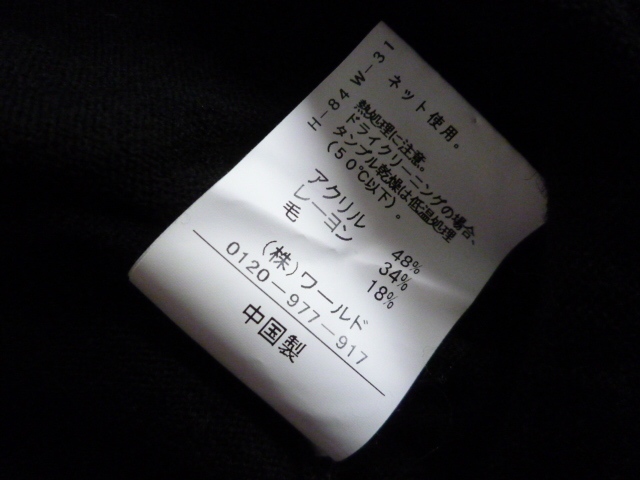 H-84W-31
ネット使用。
熱処理に注意。
ドライクリーニングの場合、
タンブル乾燥は低温処理
(50℃以下)。
アクリル 48%
レーヨン 34%
毛 18%
(株)ワールド
0120-977-917
中国製